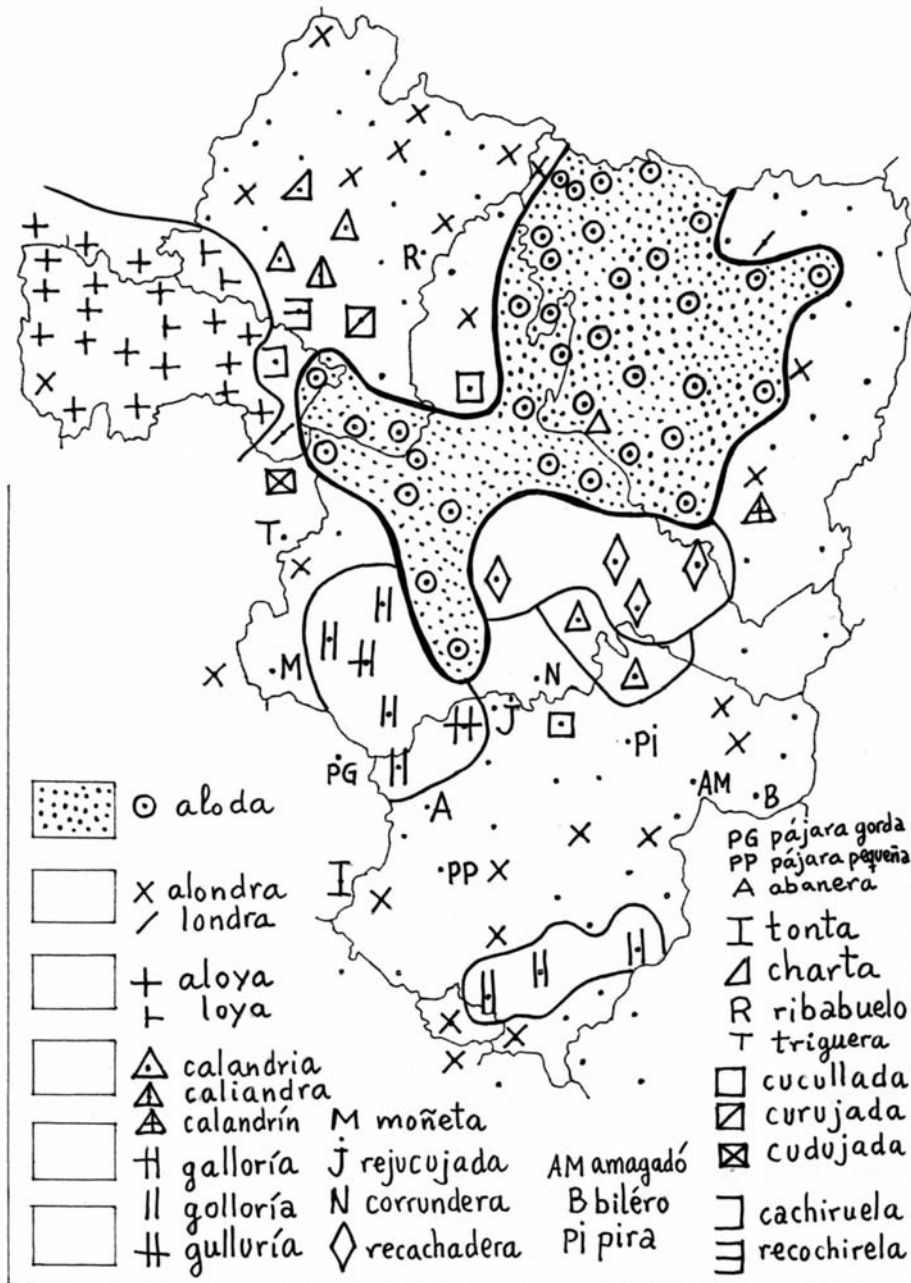 R
T
M
N
J
PG
Pi
AM
B
A
PP
aloda
alondra
londra
aloya
loya
calandria
caliandra
calandrín
galloría
golloría
gulluría
M moñeta
J rejucujada
N corrundera
recachadera
AM amagadó
B biléro
Pi pira
PG pájara gorda
PP pájara pequeña
A abanera
I tonta
charta
R ribabuelo
T triguera
cucullada
curujada
cudujada
cachiruela
recochirela